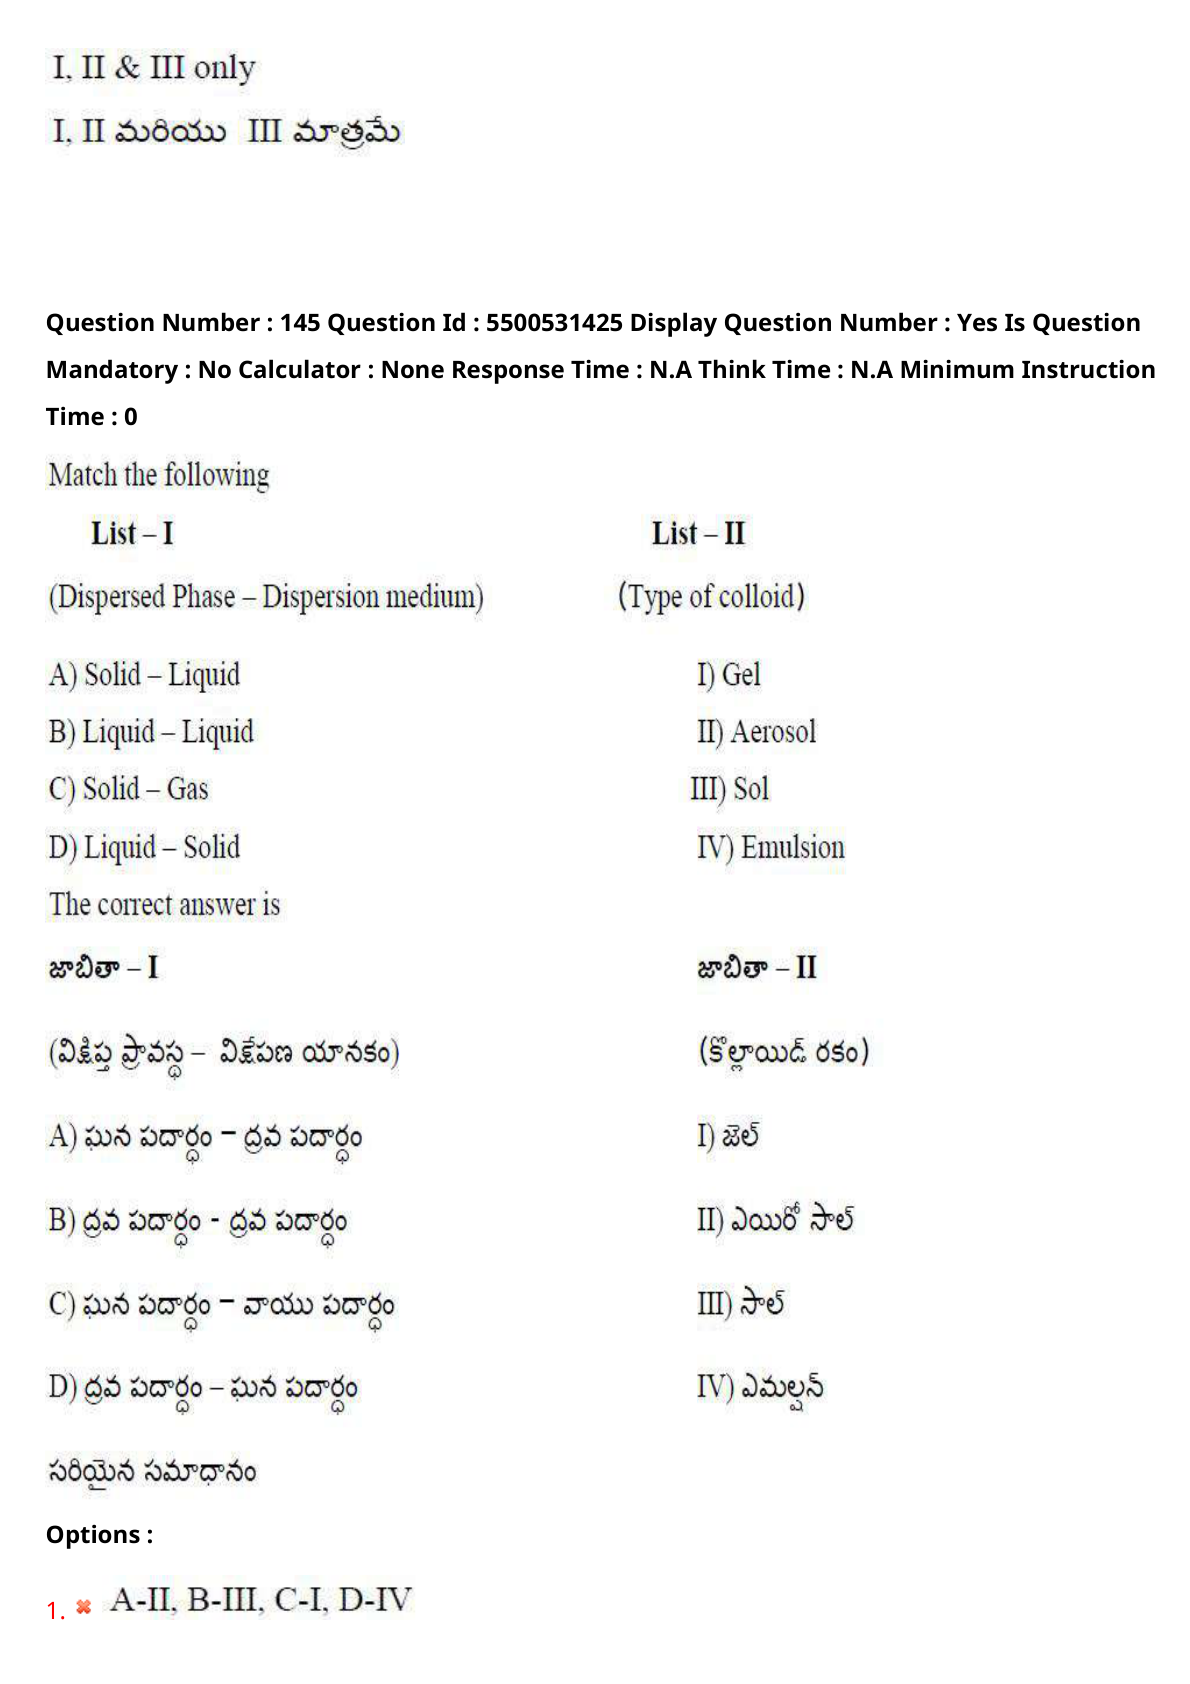 I, II & III only
I, II మరియు III మాత్రమే
Question Number : 145 Question Id : 5500531425 Display Question Number : Yes Is Question
Mandatory : No Calculator : None Response Time : N.A Think Time : N.A Minimum Instruction
Time : 0
Match the following
List – I List – II
(Dispersed Phase – Dispersion medium) (Type of colloid)
A) Solid – Liquid I) Gel
B) Liquid – Liquid II) Aerosol
C) Solid – Gas III) Sol
D) Liquid – Solid IV) Emulsion
The correct answer is
జాబితా – I జాబితా – II
(విక్షిప్త ప్రావస్థ – విక్షేపణ యానకం) (కొల్లాయిడ్ రకం)
A) ఘన పదార్థం – ద్రవ పదార్థం I) జెల్
B) ద్రవ పదార్థం - ద్రవ పదార్థం II) ఎయిరో సాల్
C) ఘన పదార్థం – వాయు పదార్థం III) సాల్
D) ద్రవ పదార్థం – ఘన పదార్థం IV) ఎమల్షన్
సరియైన సమాధానం
Options :
1. A-II, B-III, C-I, D-IV